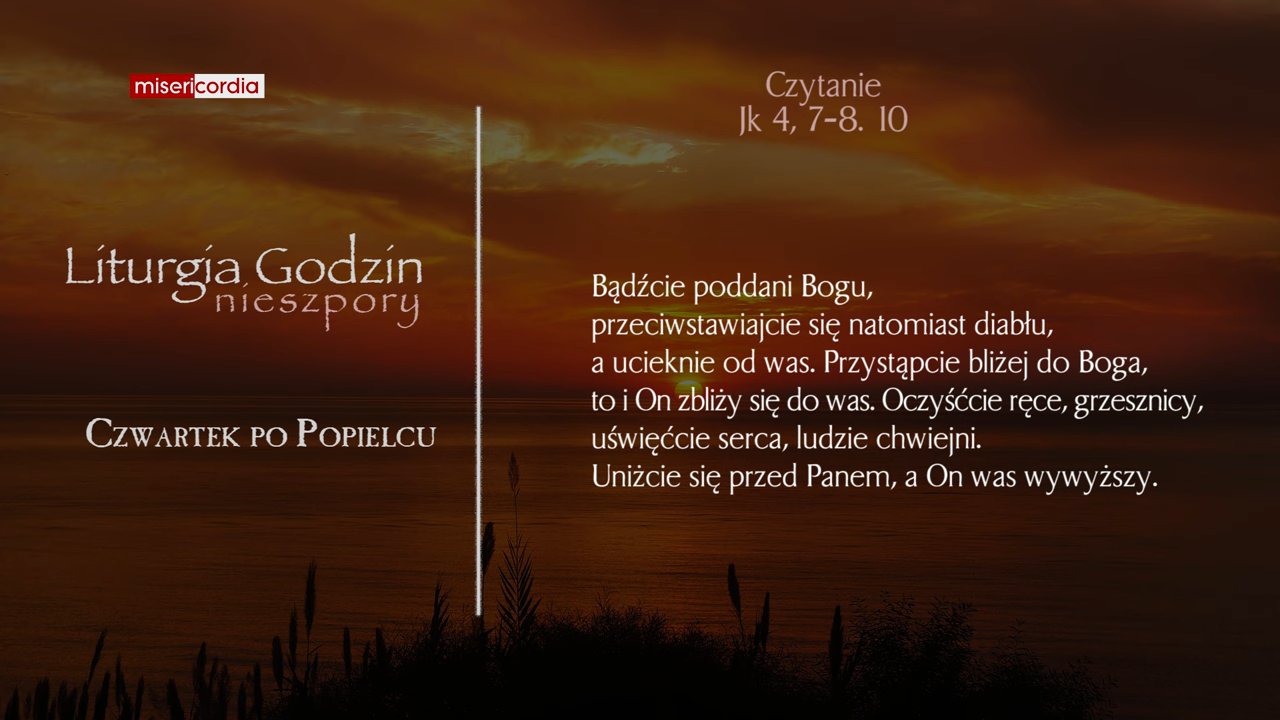 misericordia
Czytanie
Jk 4, 7-8. 10
Liturgia Godzin
nieszpory
Czwartek po Popielcu
Bądźcie poddani Bogu,
przeciwstawiajcie się natomiast diabłu,
a ucieknie od was. Przystąpcie bliżej do Boga,
to i On zbliży się do was. Oczyśćcie ręce, grzesznicy,
uświęćcie serca, ludzie chwiejni.
Uniżcie się przed Panem, a On was wywyższy.